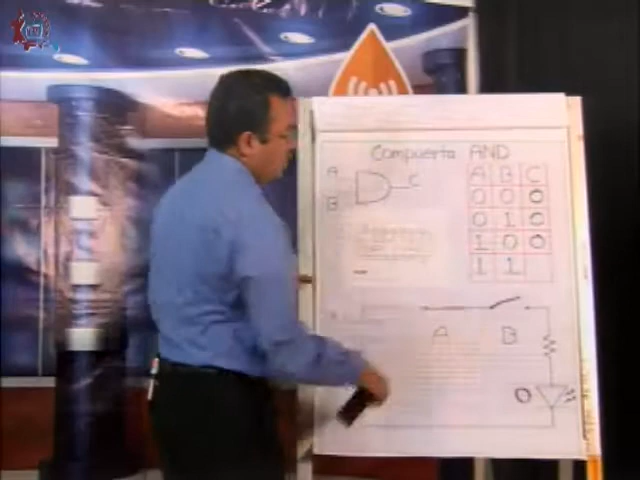 Compuerta AND
A
B
C
A B C
0 0 0
0 1 0
1 0 0
1 1
A B
0